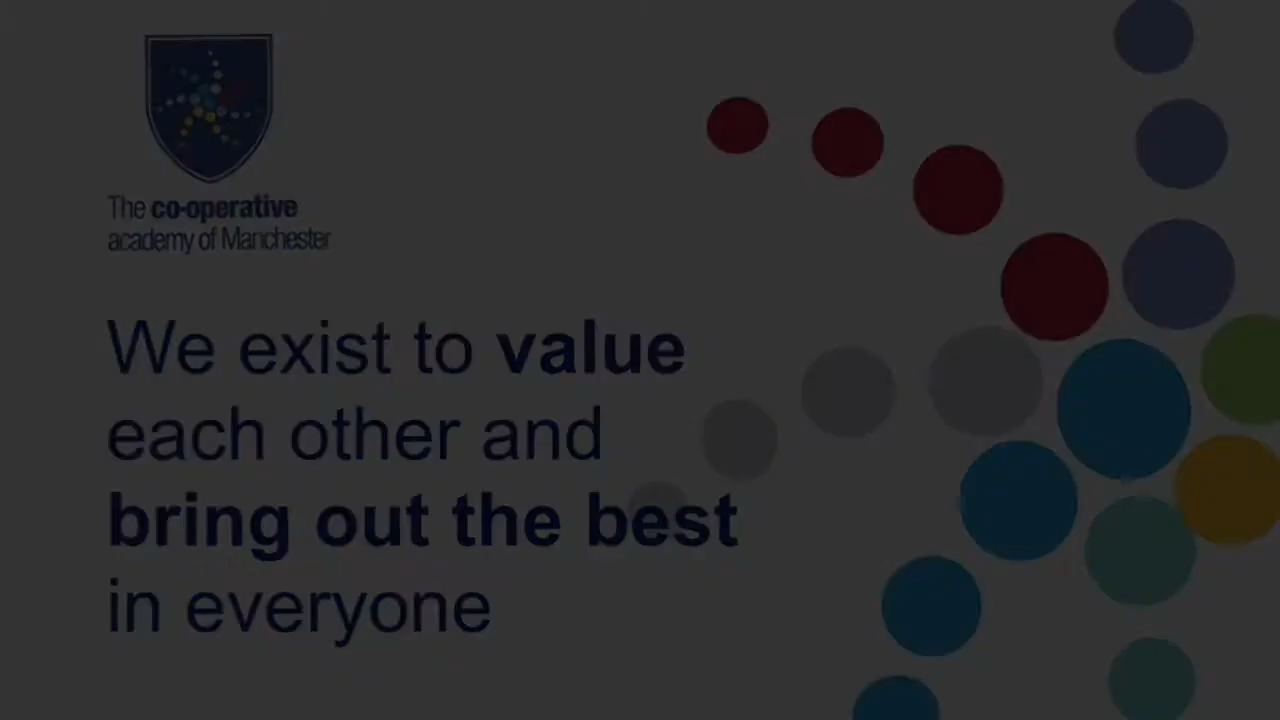 The co-operative
academy of Manchester
We exist to value
each other and
bring out the best
in everyone